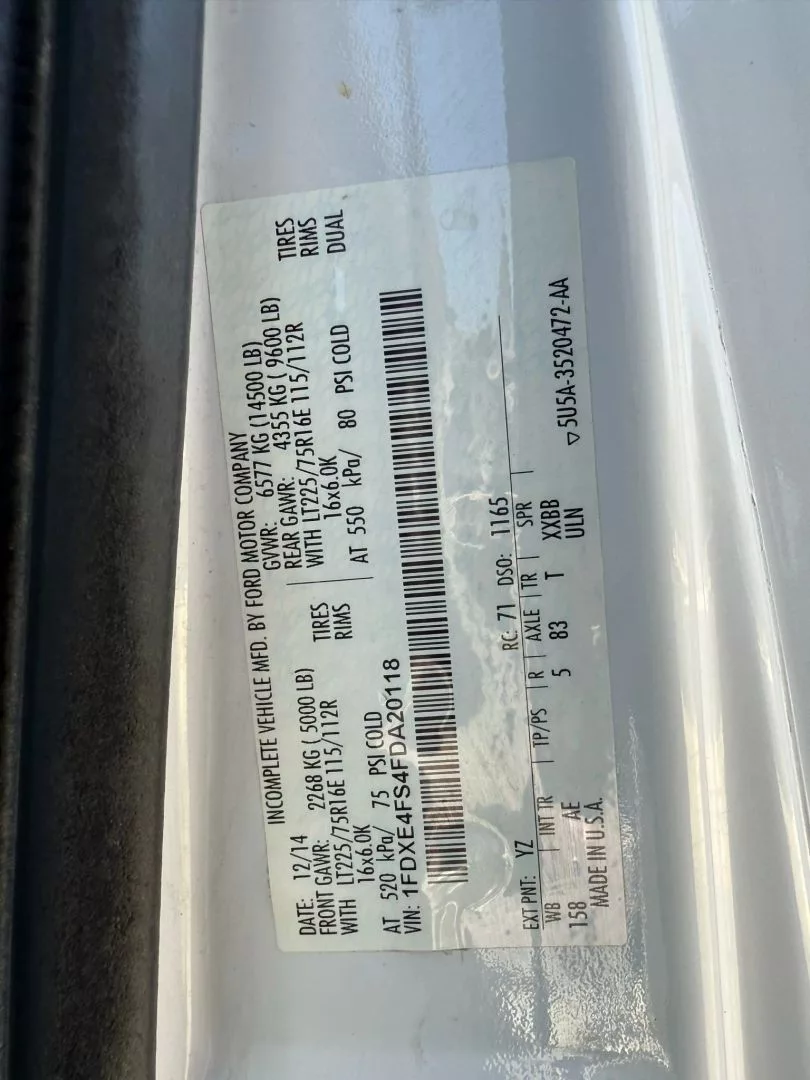 INCOMPLETE VEHICLE MFD. BY FORD MOTOR COMPANY
DATE: 12/14 GVWR: 6577 KG (14500 LB)
FRONT GAWR: 2268 KG ( 5000 LB) REAR GAWR: 4355 KG ( 9600 LB)
WITH LT225/75R16E 115/112R TIRES WITH LT225/75R16E 115/112R TIRES
16x6.0K RIMS 16x6.0K RIMS
AT 520 kPa/ 75 PSI COLD AT 550 kPa/ 80 PSI COLD DUAL
VIN: 1FDXE4FS4FDA20118
EXT PNT: YZ RC: 71 DSO: 1165
WB INT TR TP/PS R AXLE TR SPR
158 AE 5 83 T XXBB
MADE IN U.S.A. ULN
▽5U5A-3520472-AA